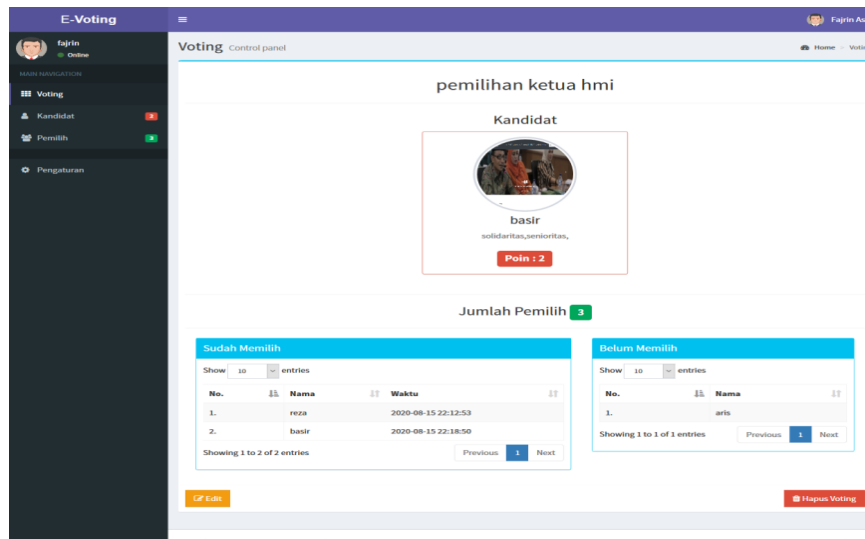 E-Voting
Fajrin
fajrin
Online
Voting Control panel
Home > 
MAIN NAVIGATION
Voting
Kandidat 2
Pemilih 3
Pengaturan
pemilihan ketua hmi
Kandidat
basir
solidaritas,senioritas,
Poin : 2
Jumlah Pemilih 3
Sudah Memilih
Show 10 entries
No. Nama Waktu
1. reza 2020-08-15 22:12:53
2. basir 2020-08-15 22:18:50
Showing 1 to 2 of 2 entries Previous 1 Next
Belum Memilih
Show 10 entries
No. Nama
1. aris
Showing 1 to 1 of 1 entries Previous 1 Next
Edit
Hapus Voting